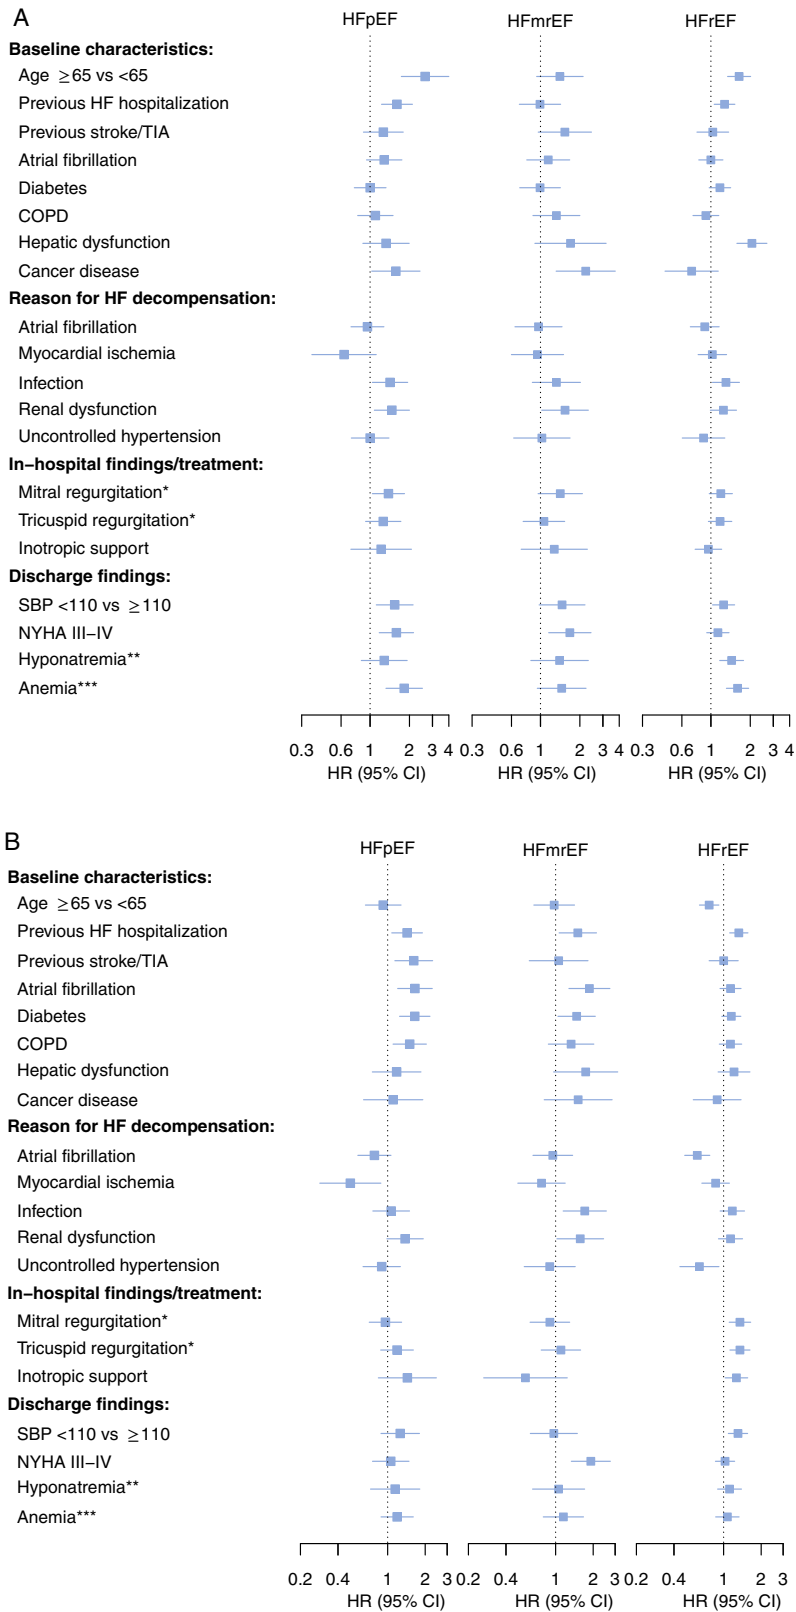 A
HFpEF HFmrEF HFrEF
Baseline characteristics:
Age ≥65 vs <65
Previous HF hospitalization
Previous stroke/TIA
Atrial fibrillation
Diabetes
COPD
Hepatic dysfunction
Cancer disease
Reason for HF decompensation:
Atrial fibrillation
Myocardial ischemia
Infection
Renal dysfunction
Uncontrolled hypertension
In−hospital findings/treatment:
Mitral regurgitation*
Tricuspid regurgitation*
Inotropic support
Discharge findings:
SBP <110 vs ≥110
NYHA III−IV
Hyponatremia**
Anemia***
0.3 0.6 1 2 3 4 0.3 0.6 1 2 3 4 0.3 0.6 1 2 3 4
HR (95% CI) HR (95% CI) HR (95% CI)
B
HFpEF HFmrEF HFrEF
Baseline characteristics:
Age ≥65 vs <65
Previous HF hospitalization
Previous stroke/TIA
Atrial fibrillation
Diabetes
COPD
Hepatic dysfunction
Cancer disease
Reason for HF decompensation:
Atrial fibrillation
Myocardial ischemia
Infection
Renal dysfunction
Uncontrolled hypertension
In−hospital findings/treatment:
Mitral regurgitation*
Tricuspid regurgitation*
Inotropic support
Discharge findings:
SBP <110 vs ≥110
NYHA III−IV
Hyponatremia**
Anemia***
0.2 0.4 1 2 3 0.2 0.4 1 2 3 0.2 0.4 1 2 3
HR (95% CI) HR (95% CI) HR (95% CI)